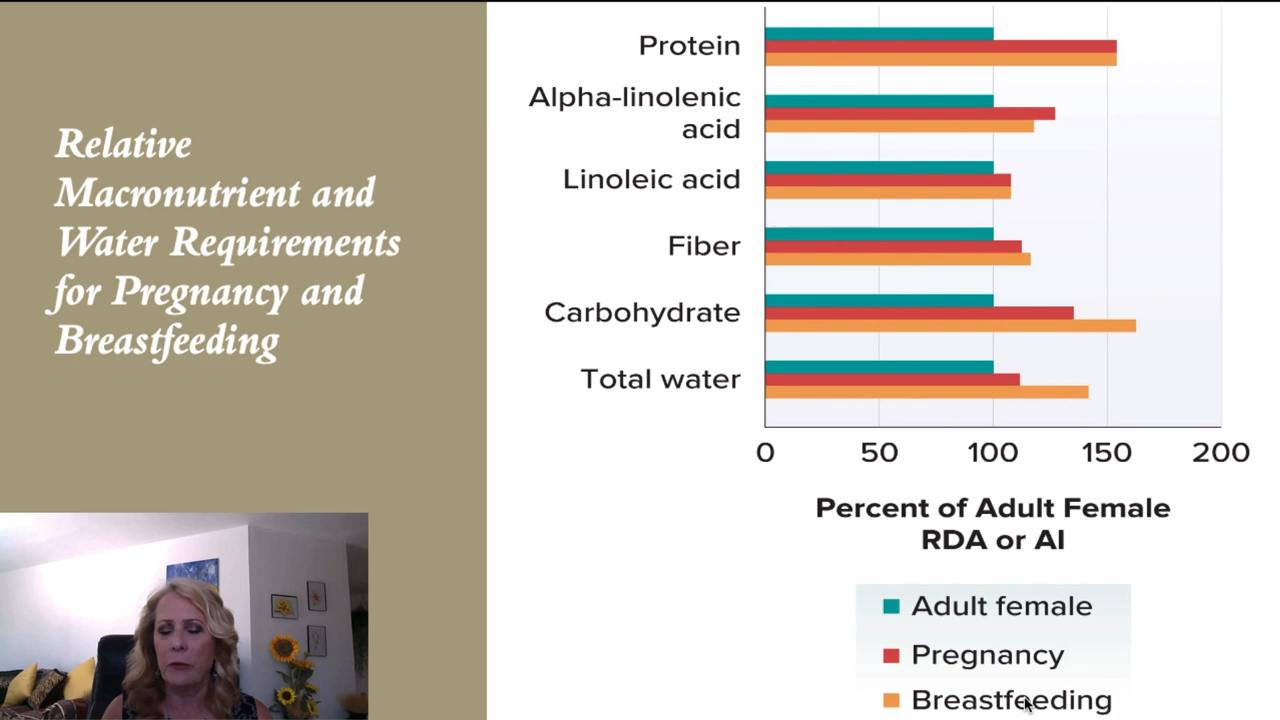 Relative
Macronutrient and
Water Requirements
for Pregnancy and
Breastfeeding
Protein
Alpha-linolenic
acid
Linoleic acid
Fiber
Carbohydrate
Total water
0 50 100 150 200
Percent of Adult Female
RDA or AI
Adult female
Pregnancy
Breastfeeding